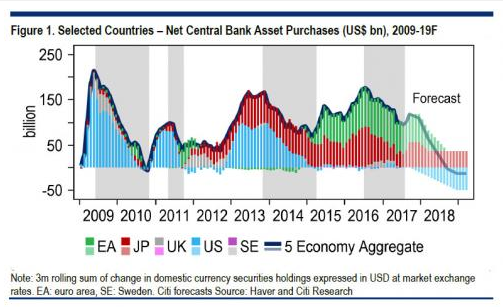 Figure 1. Selected Countries – Net Central Bank Asset Purchases (US$ bn), 2009-19F
250
150
50
-50
billion
Forecast
2009 2010 2011 2012 2013 2014 2015 2016 2017 2018
EA JP UK US SE 5 Economy Aggregate
Note: 3m rolling sum of change in domestic currency securities holdings expressed in USD at market exchange
rates. EA: euro area, SE: Sweden. Citi forecasts Source: Haver and Citi Research